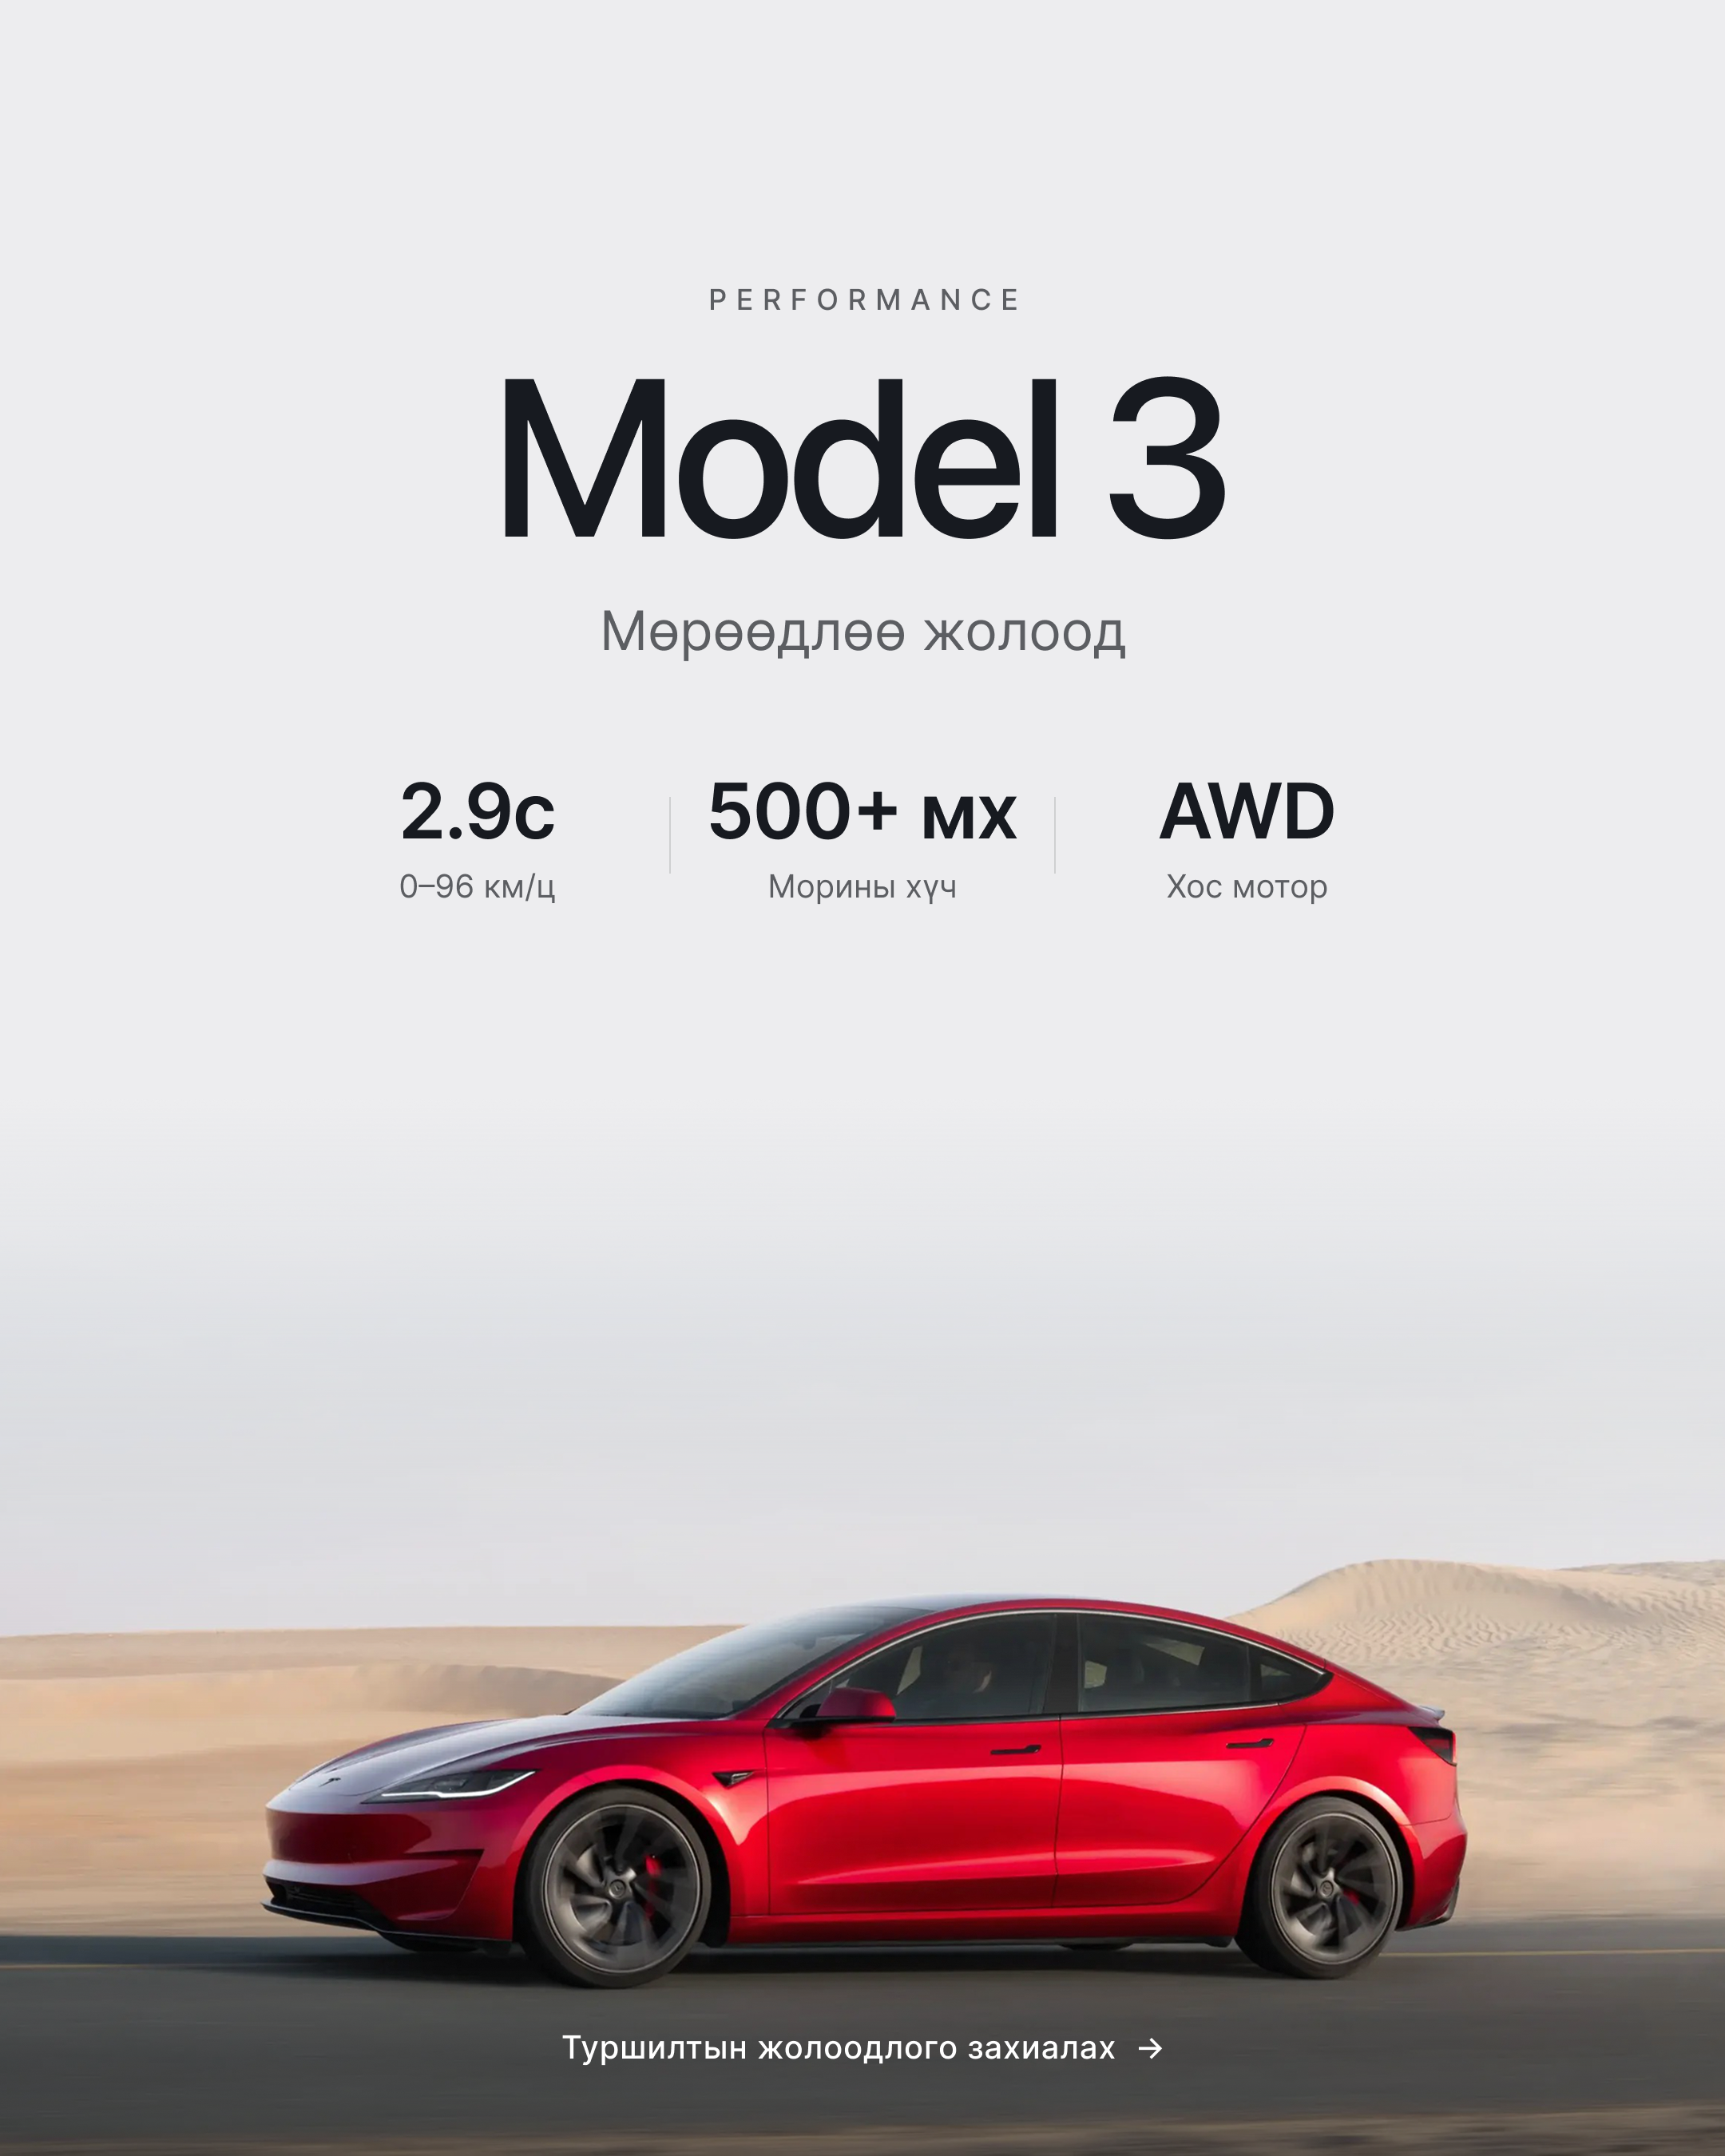 PERFORMANCE
Model 3
Мөрөөдлөө жолоод
2.9с 500+ мх AWD
0–96 км/ц Морины хүч Хос мотор
Туршилтын жолоодлого захиалах →